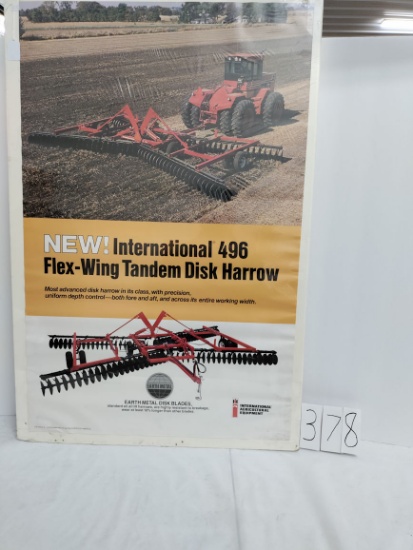 NEW! International 496
Flex-Wing Tandem Disk Harrow
Most advanced disk harrow in its class, with precision,
uniform depth control—both fore and aft, and across its entire working width.
EARTH METAL
EARTH METAL DISK BLADES,
INTERNATIONAL
AGRICULTURAL
EQUIPMENT
378